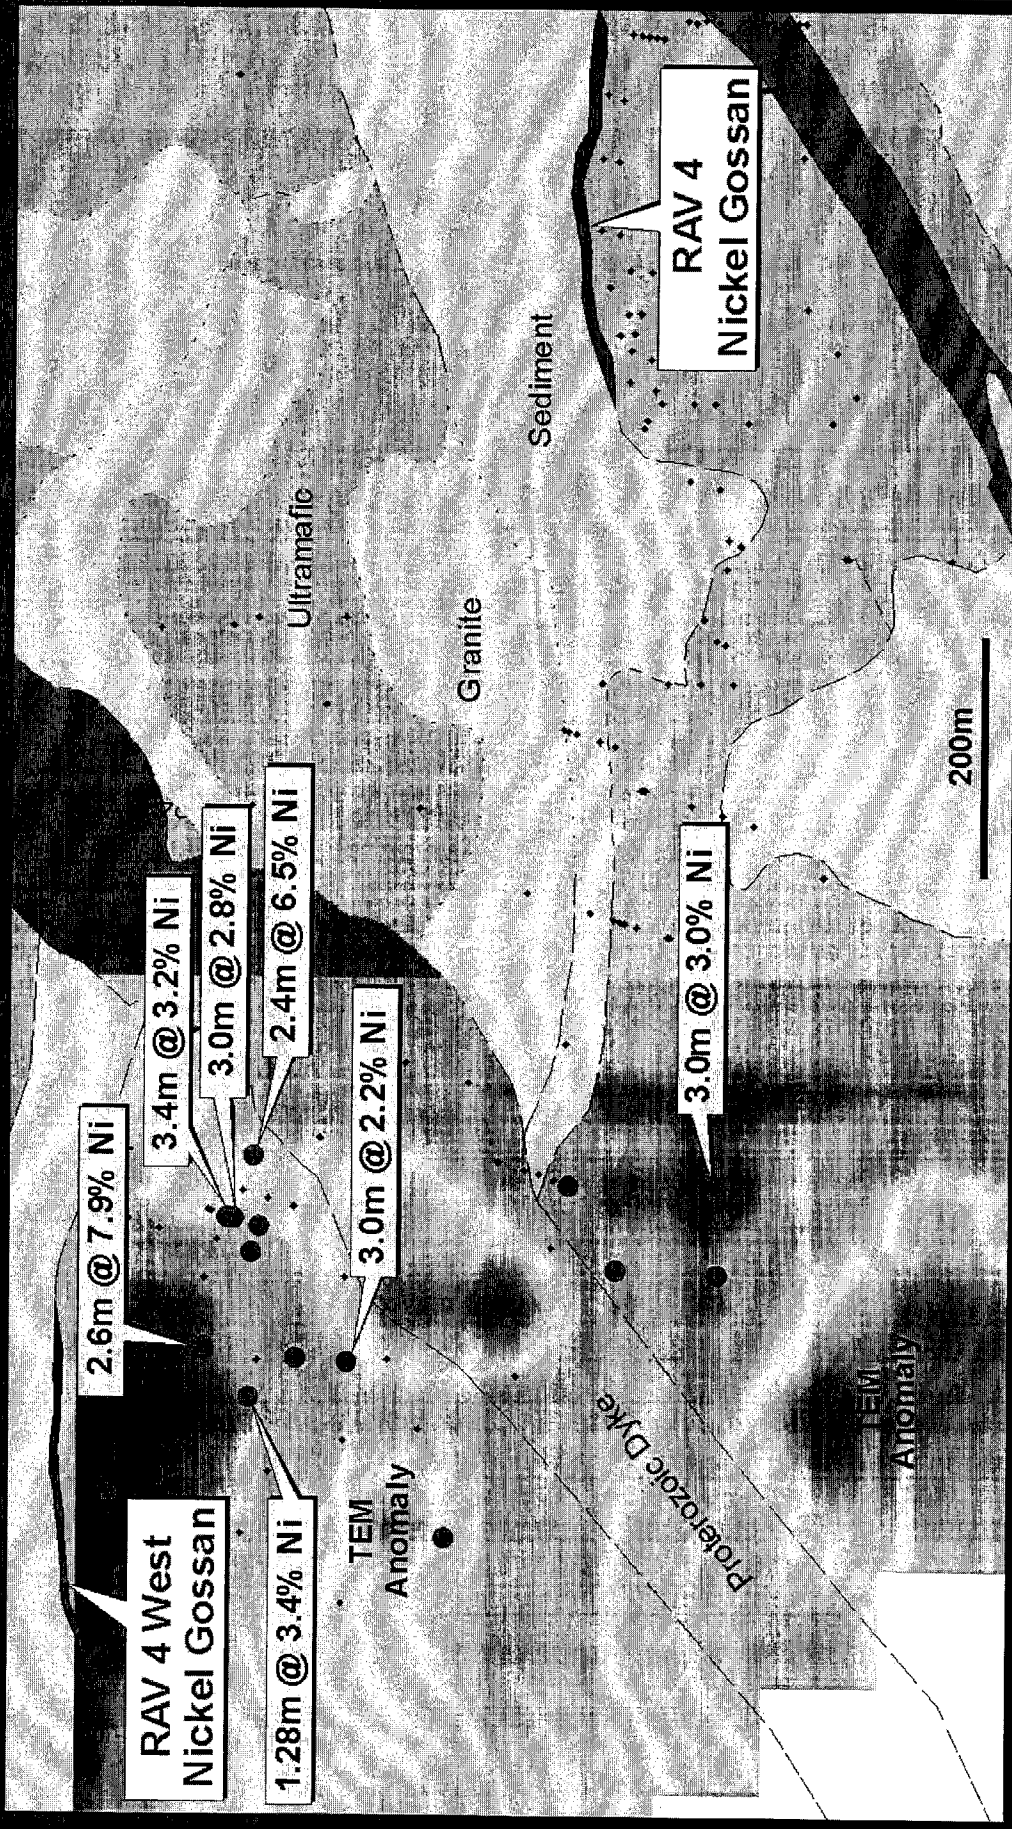 RAV 4 West
Nickel Gossan
2.6m @ 7.9% Ni
3.4m @ 3.2% Ni
3.0m @ 2.8% Ni
2.4m @ 6.5% Ni
1.28m @ 3.4% Ni
3.0m @ 2.2% Ni
TEM
Anomaly
Ultramafic
Granite
Sediment
RAV 4
Nickel Gossan
3.0m @ 3.0% Ni
Proterozoic Dyke
TEM
Anomaly
200m